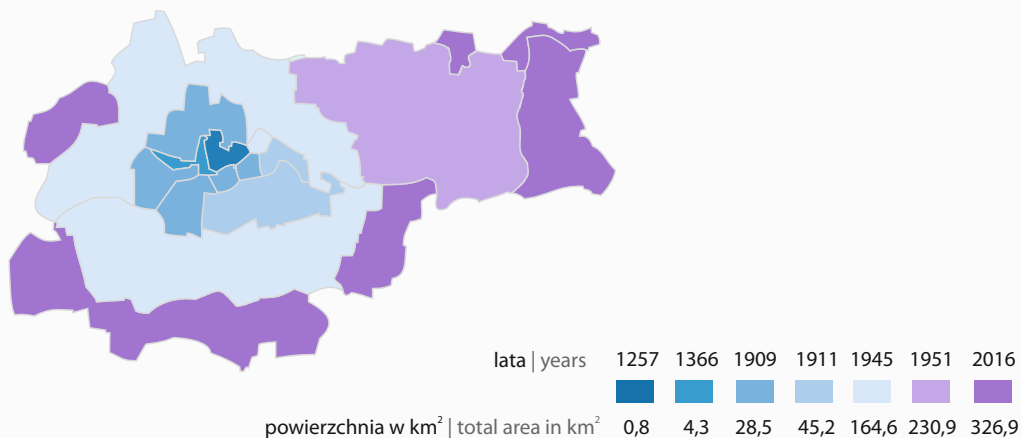 lata | years 1257 1366 1909 1911 1945 1951 2016
powierzchnia w km² | total area in km² 0,8 4,3 28,5 45,2 164,6 230,9 326,9